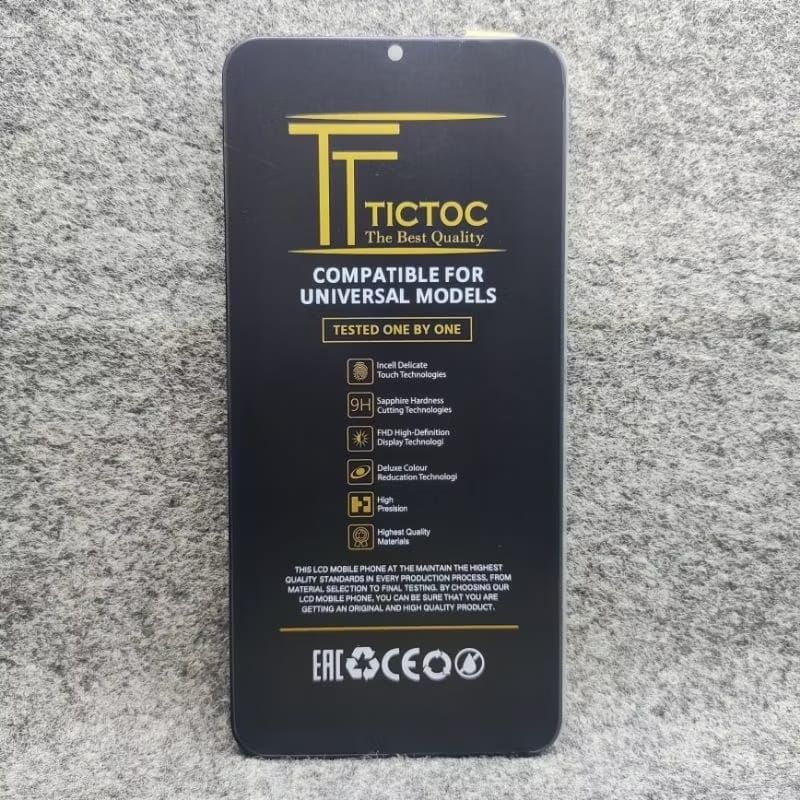 TT
TICTOC
The Best Quality
COMPATIBLE FOR
UNIVERSAL MODELS
TESTED ONE BY ONE
Incell Delicate
Touch Technologies
9H
Sapphire Hardness
Cutting Technologies
FHD High-Definition
Display Technologi
Deluxe Colour
Reducation Technologi
High
Presision
Highest Quality
Materials
THIS LCD MOBILE PHONE AT THE MAINTAIN THE HIGHEST
QUALITY STANDARDS IN EVERY PRODUCTION PROCESS, FROM
MATERIAL SELECTION TO FINAL TESTING. BY CHOOSING OUR
LCD MOBILE PHONE, YOU CAN BE SURE THAT YOU ARE
GETTING AN ORIGINAL AND HIGH QUALITY PRODUCT.
EAC CE